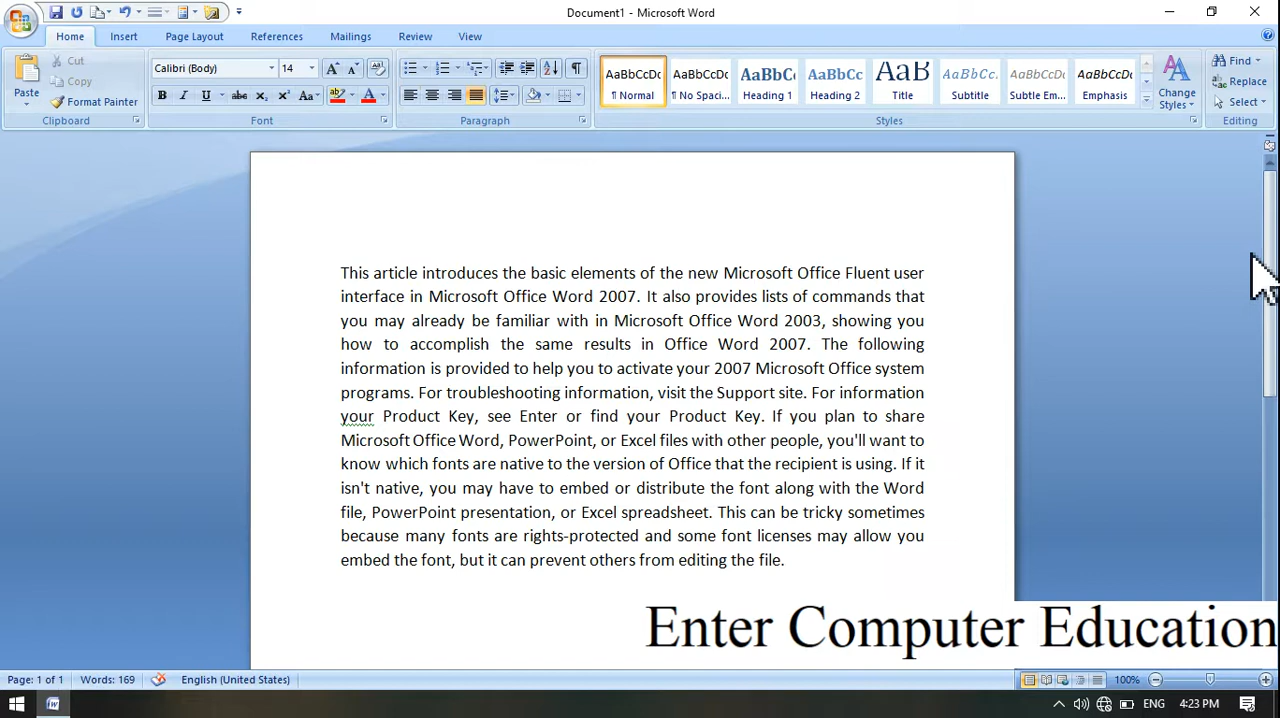 Document1 - Microsoft Word
Home Insert Page Layout References Mailings Review View
Paste
Cut
Copy
Format Painter
Clipboard
Calibri (Body) 14
Font
Paragraph
AaBbCcDc AaBbCcDc AaBbCc AaBbCc AaB AaBbCc. AaBbCcDc AaBbCcDc
¶ Normal ¶ No Spaci... Heading 1 Heading 2 Title Subtitle Subtle Em... Emphasis
Styles
Change
Styles
Find
Replace
Select
Editing
This article introduces the basic elements of the new Microsoft Office Fluent user
interface in Microsoft Office Word 2007. It also provides lists of commands that
you may already be familiar with in Microsoft Office Word 2003, showing you
how to accomplish the same results in Office Word 2007. The following
information is provided to help you to activate your 2007 Microsoft Office system
programs. For troubleshooting information, visit the Support site. For information
your Product Key, see Enter or find your Product Key. If you plan to share
Microsoft Office Word, PowerPoint, or Excel files with other people, you'll want to
know which fonts are native to the version of Office that the recipient is using. If it
isn't native, you may have to embed or distribute the font along with the Word
file, PowerPoint presentation, or Excel spreadsheet. This can be tricky sometimes
because many fonts are rights-protected and some font licenses may allow you
embed the font, but it can prevent others from editing the file.
Enter Computer Education
Page: 1 of 1 Words: 169 English (United States) 100%
ENG 4:23 PM